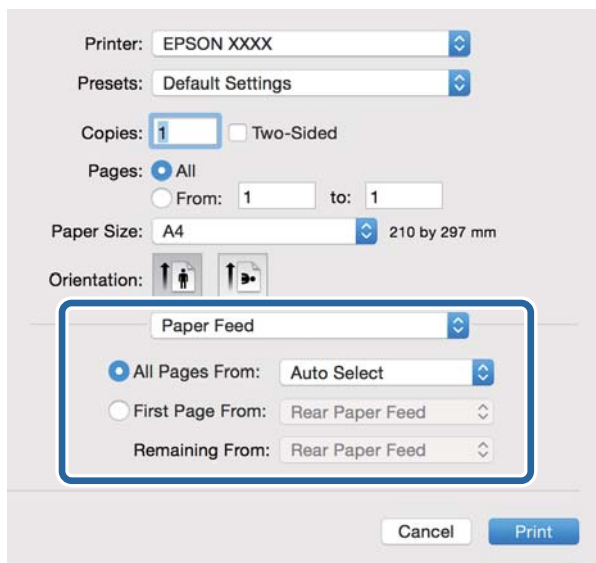 Printer: EPSON XXXX
Presets: Default Settings
Copies: 1 Two-Sided
Pages: All
From: 1 to: 1
Paper Size: A4 210 by 297 mm
Orientation:
Paper Feed
All Pages From: Auto Select
First Page From: Rear Paper Feed
Remaining From: Rear Paper Feed
Cancel Print